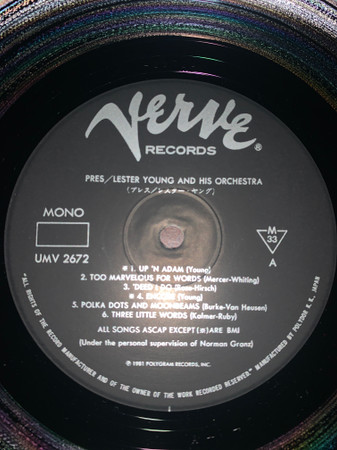 Verve
RECORDS ®
PRES/LESTER YOUNG AND HIS ORCHESTRA
(プレス/レスター・ヤング)
MONO
UMV 2672
M
33
A
※ 1. UP 'N ADAM (Young)
2. TOO MARVELOUS FOR WORDS (Mercer-Whiting)
3. 'DEED I DO (Rose-Hirsch)
※ 4. ENCORE (Young)
5. POLKA DOTS AND MOONBEAMS (Burke-Van Heusen)
6. THREE LITTLE WORDS (Kalmer-Ruby)
ALL SONGS ASCAP EXCEPT (※) ARE BMI
(Under the personal supervision of Norman Granz)
℗ 1981 POLYGRAM RECORDS, INC.
"ALL RIGHTS OF THE RECORD MANUFACTURER AND OF THE OWNER OF THE WORK RECORDED RESERVED." MANUFACTURED BY POLYDOR K.K., JAPAN